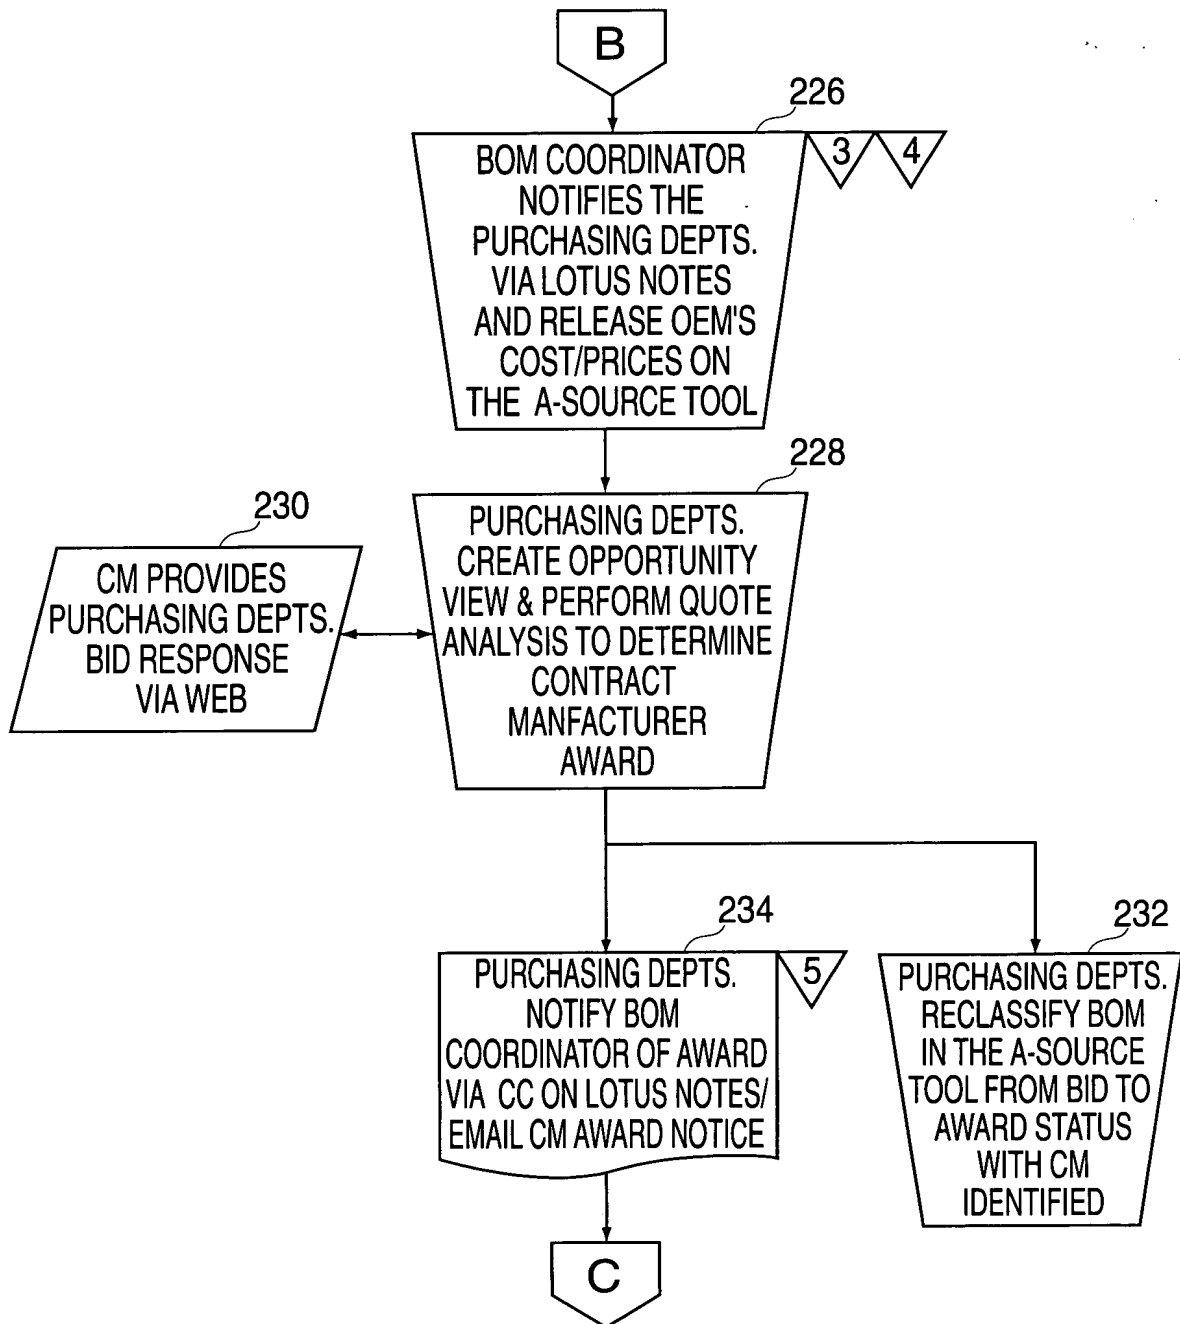 B
226
BOM COORDINATOR
NOTIFIES THE
PURCHASING DEPTS.
VIA LOTUS NOTES
AND RELEASE OEM'S
COST/PRICES ON
THE A-SOURCE TOOL
3
4
228
PURCHASING DEPTS.
CREATE OPPORTUNITY
VIEW & PERFORM QUOTE
ANALYSIS TO DETERMINE
CONTRACT
MANFACTURER
AWARD
230
CM PROVIDES
PURCHASING DEPTS.
BID RESPONSE
VIA WEB
234
PURCHASING DEPTS.
NOTIFY BOM
COORDINATOR OF AWARD
VIA CC ON LOTUS NOTES/
EMAIL CM AWARD NOTICE
5
232
PURCHASING DEPTS.
RECLASSIFY BOM
IN THE A-SOURCE
TOOL FROM BID TO
AWARD STATUS
WITH CM
IDENTIFIED
C